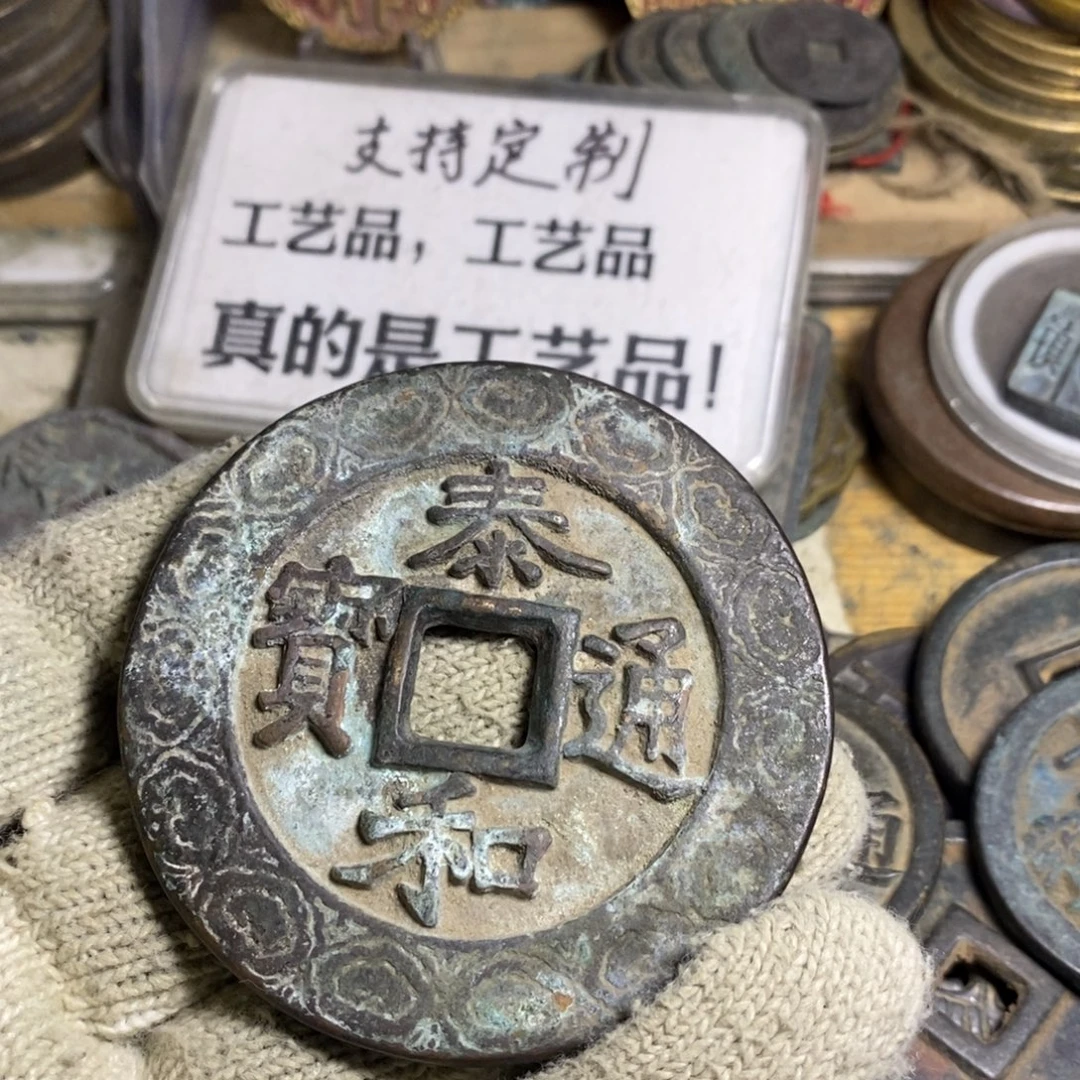 支持定制
工艺品，工艺品
真的是工艺品！
泰和通寳